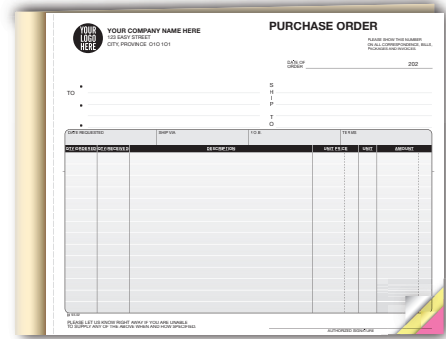 YOUR
LOGO
HERE
YOUR COMPANY NAME HERE
123 EASY STREET
CITY, PROVINCE O1O 1O1
PURCHASE ORDER
PLEASE SHOW THIS NUMBER
ON ALL CORRESPONDENCE, BILLS,
PACKAGES AND INVOICES
DATE OF
ORDER
202
TO
S
H
I
P
T
O
DATE REQUESTED
SHIP VIA
F.O.B.
TERMS
QTY ORDERED
QTY RECEIVED
DESCRIPTION
UNIT PRICE
UNIT
AMOUNT
PLEASE LET US KNOW RIGHT AWAY IF YOU ARE UNABLE
TO SUPPLY ANY OF THE ABOVE WHEN AND HOW SPECIFIED.
AUTHORIZED SIGNATURE